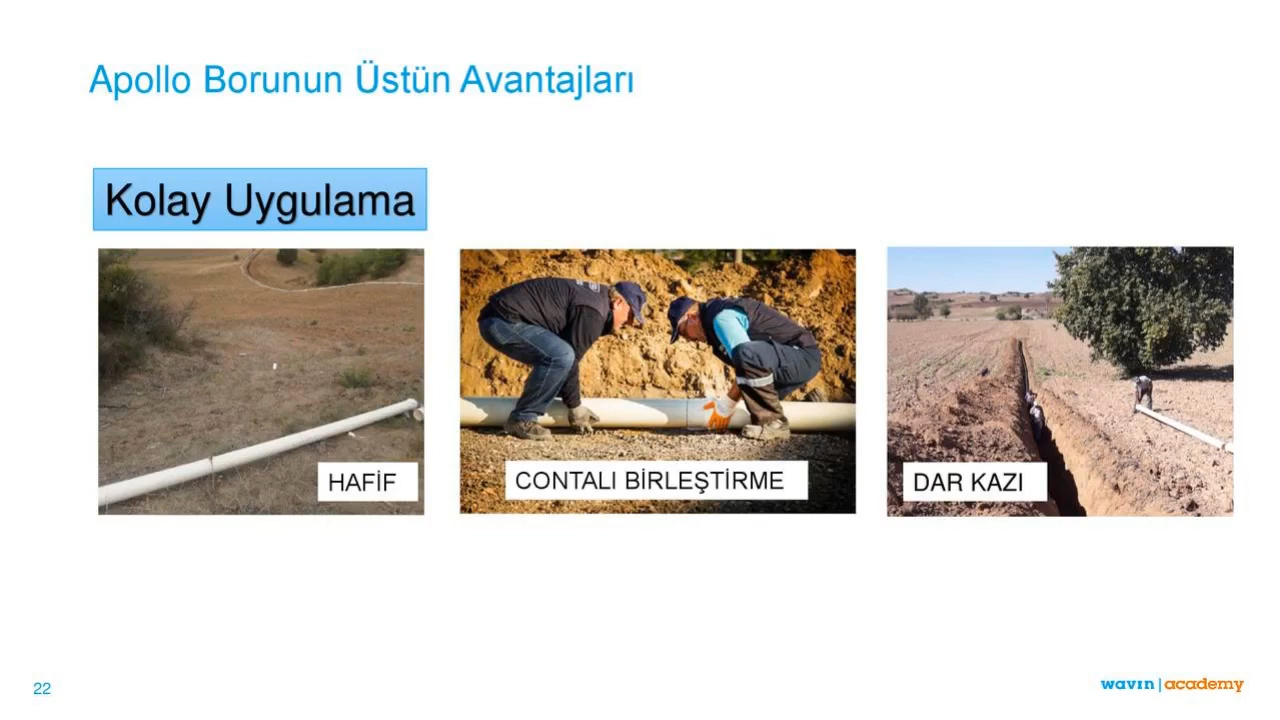 Apollo Borunun Üstün Avantajları
Kolay Uygulama
HAFİF
CONTALI BİRLEŞTİRME
DAR KAZI
22
wavin | academy